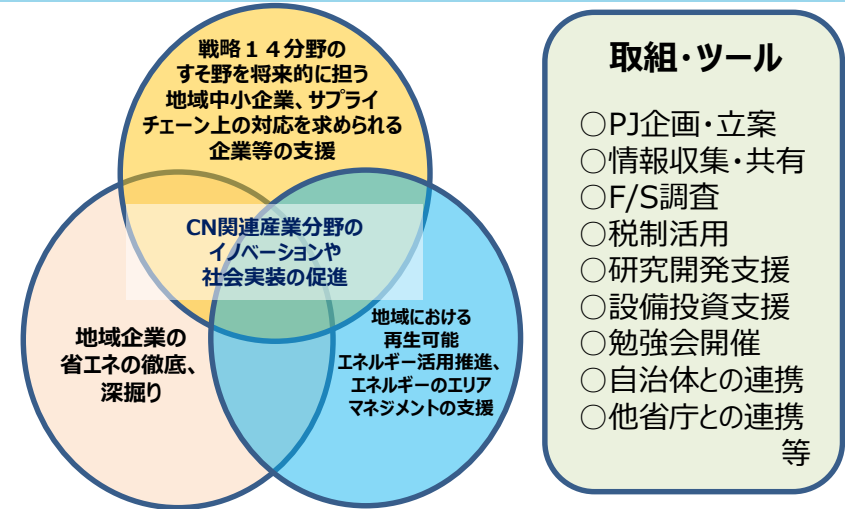 戦略１４分野の
すそ野を将来的に担う
地域中小企業、サプライ
チェーン上の対応を求められる
企業等の支援
CN関連産業分野の
イノベーションや
社会実装の促進
地域企業の
省エネの徹底、
深掘り
地域における
再生可能
エネルギー活用推進、
エネルギーのエリア
マネジメントの支援
取組・ツール
○PJ企画・立案
○情報収集・共有
○F/S調査
○税制活用
○研究開発支援
○設備投資支援
○勉強会開催
○自治体との連携
○他省庁との連携
等